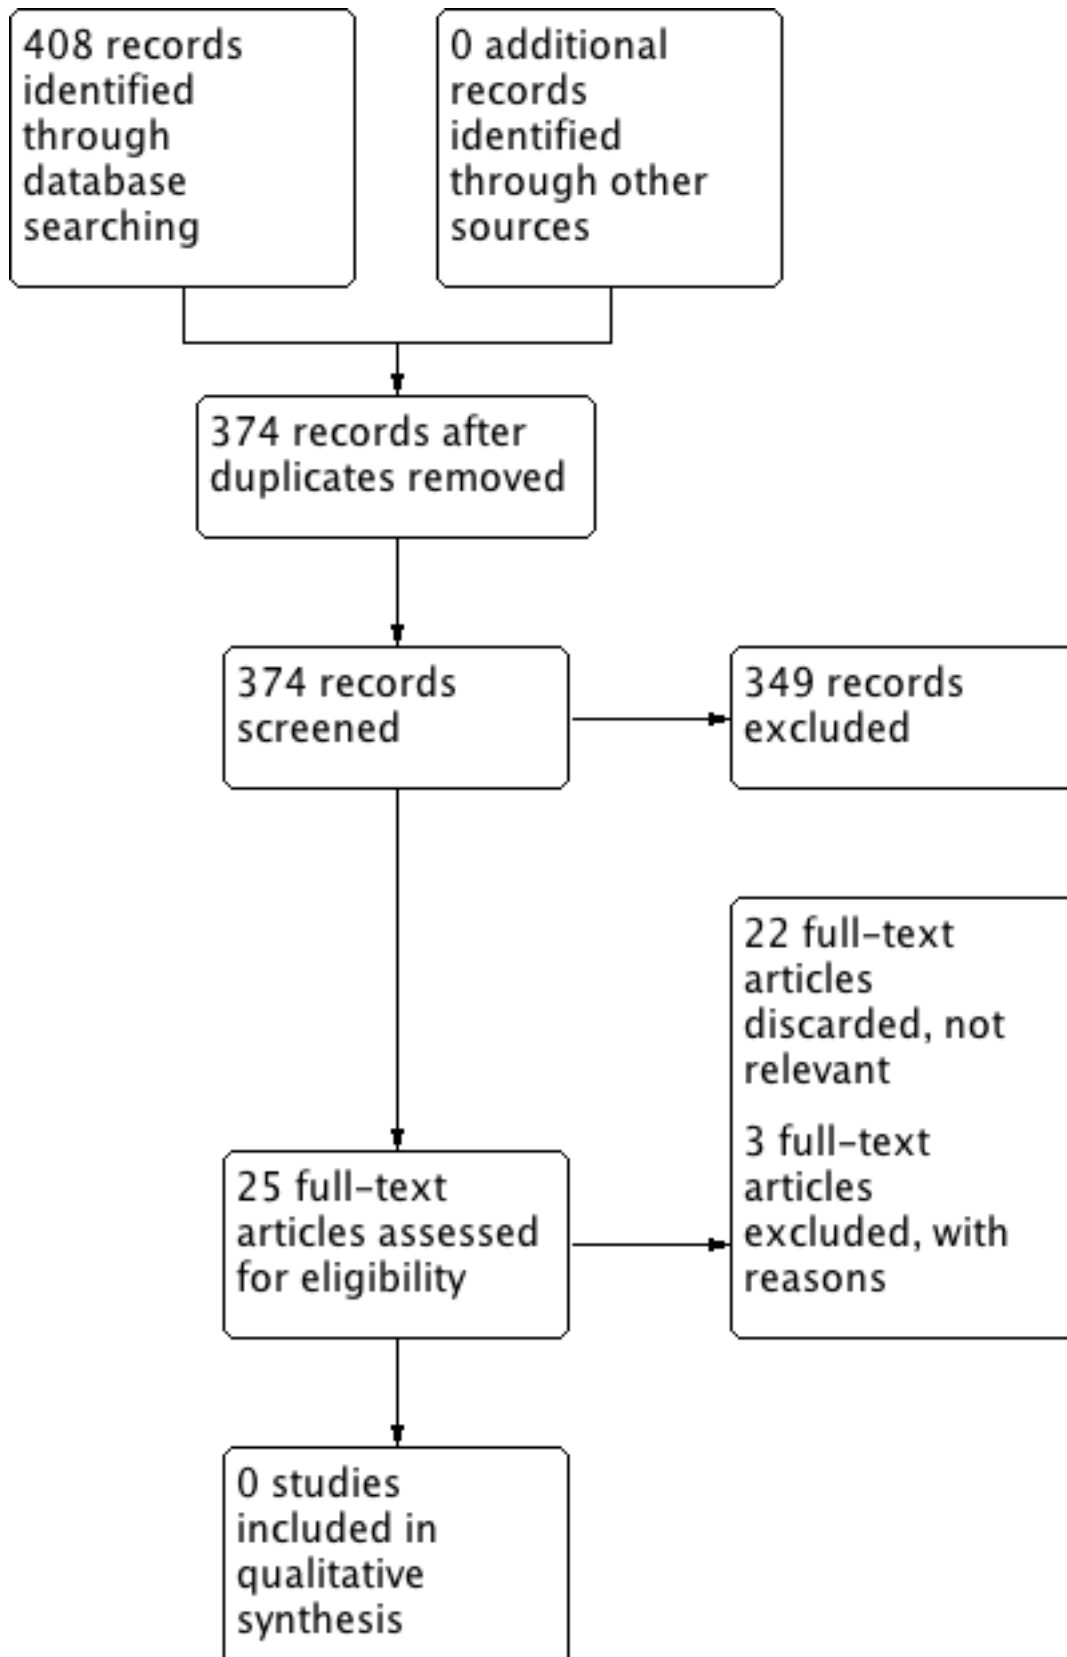 408 records
identified
through
database
searching
0 additional
records
identified
through other
sources
374 records after
duplicates removed
374 records
screened
349 records
excluded
22 full-text
articles
discarded, not
relevant
3 full-text
articles
excluded, with
reasons
25 full-text
articles assessed
for eligibility
0 studies
included in
qualitative
synthesis